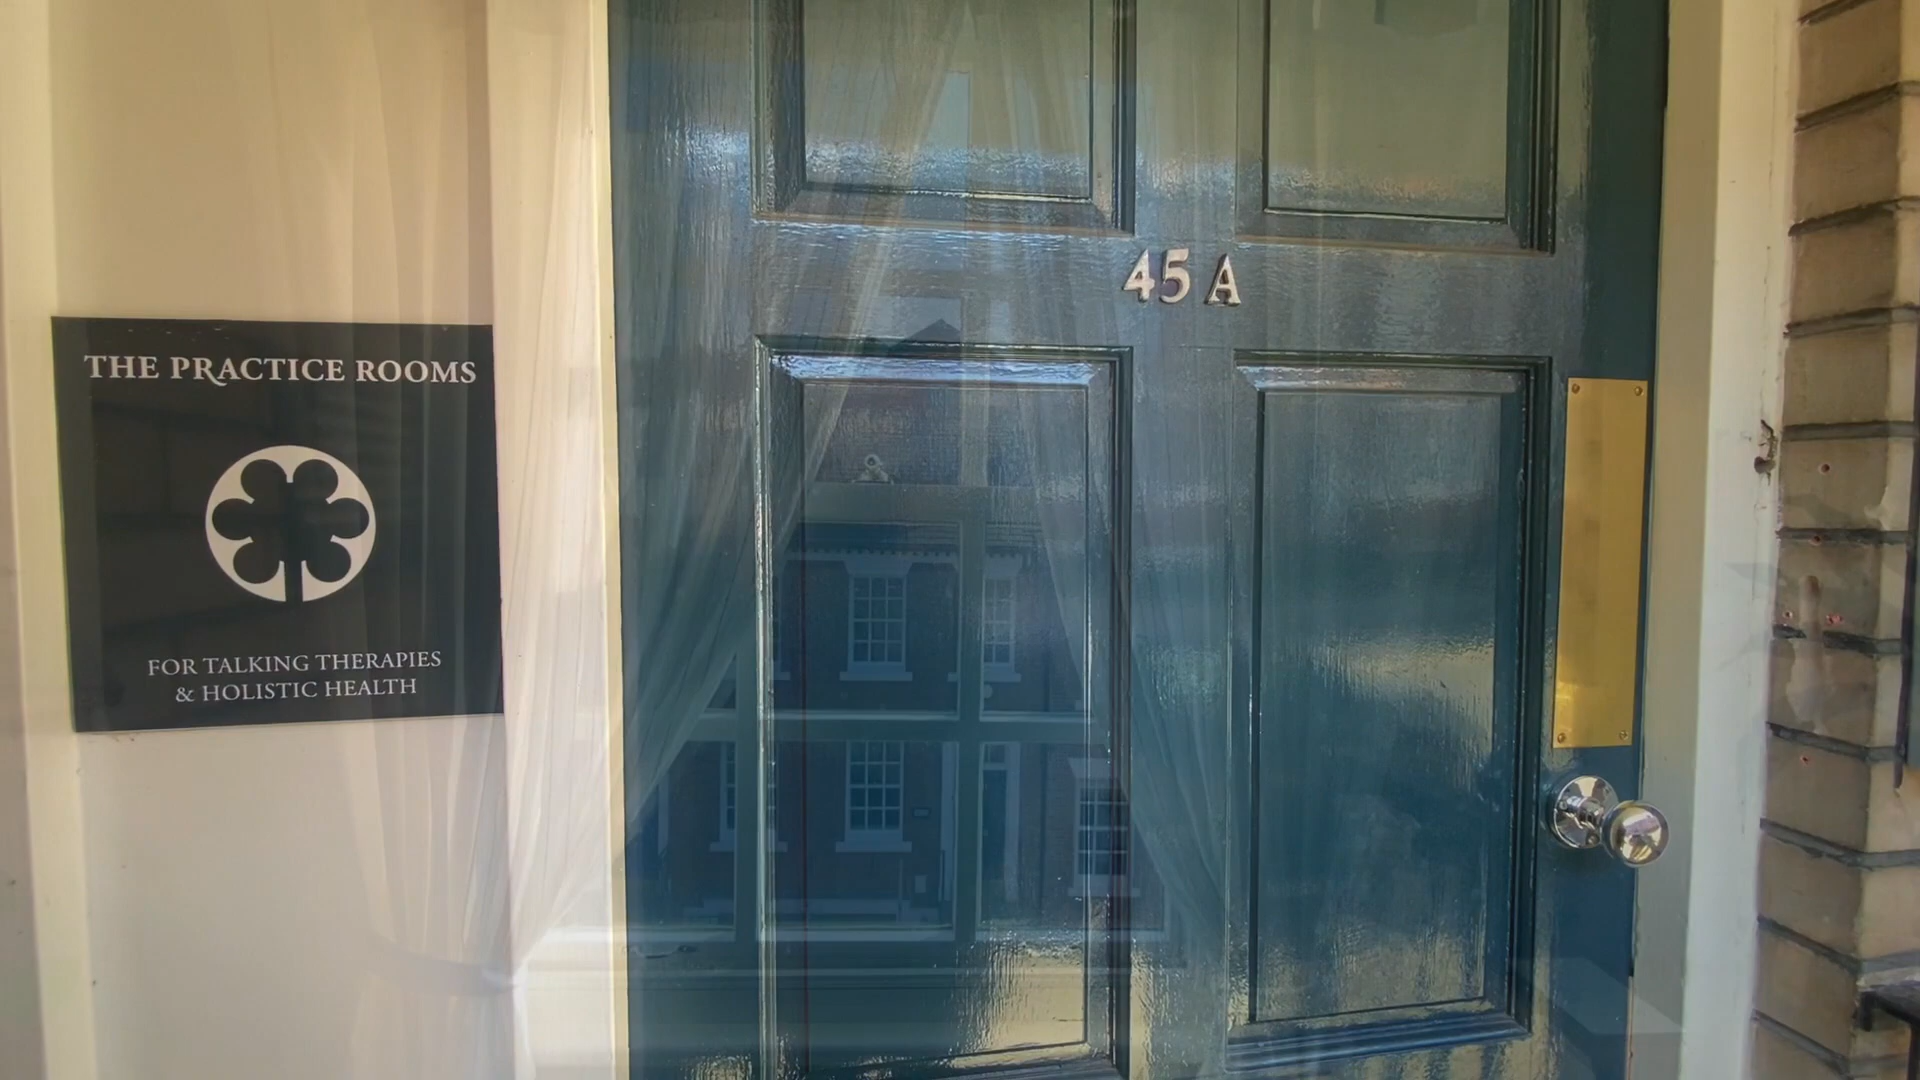 THE PRACTICE ROOMS
FOR TALKING THERAPIES
& HOLISTIC HEALTH
45 A